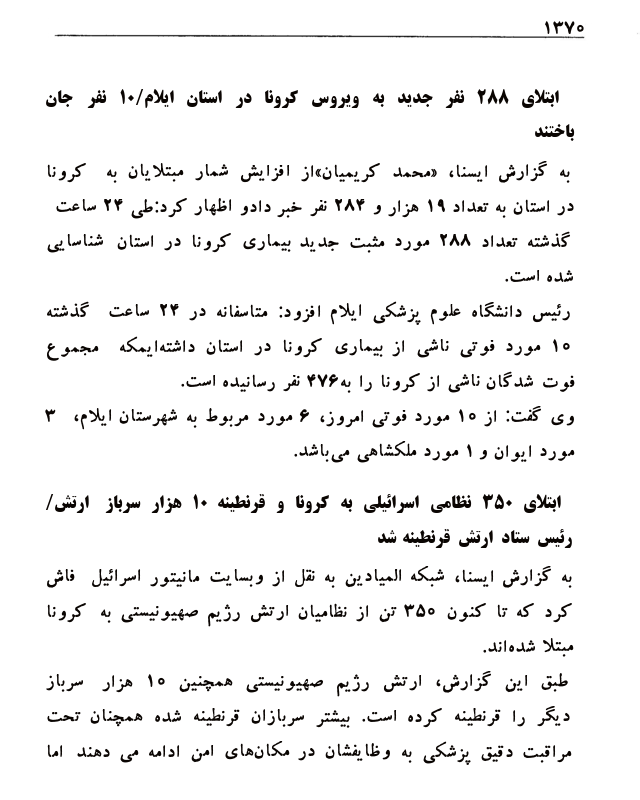 ۱۳۷۰
ابتلای ۲۸۸ نفر جدید به ویروس کرونا در استان ایلام/۱۰ نفر جان
باختند
به گزارش ایسنا، «محمد کریمیان»از افزایش شمار مبتلایان به کرونا
در استان به تعداد ۱۹ هزار و ۲۸۴ نفر خبر دادو اظهار کرد:طی ۲۴ ساعت
گذشته تعداد ۲۸۸ مورد مثبت جدید بیماری کرونا در استان شناسایی
شده است.
رئیس دانشگاه علوم پزشکی ایلام افزود: متاسفانه در ۲۴ ساعت گذشته
۱۰ مورد فوتی ناشی از بیماری کرونا در استان داشته‌ایمکه مجموع
فوت شدگان ناشی از کرونا را به۴۷۶ نفر رسانیده است.
وی گفت: از ۱۰ مورد فوتی امروز، ۶ مورد مربوط به شهرستان ایلام، ۳
مورد ایوان و ۱ مورد ملکشاهی می‌باشد.
ابتلای ۳۵۰ نظامی اسرائیلی به کرونا و قرنطینه ۱۰ هزار سرباز ارتش/
رئیس ستاد ارتش قرنطینه شد
به گزارش ایسنا، شبکه المیادین به نقل از وبسایت مانیتور اسرائیل فاش
کرد که تا کنون ۳۵۰ تن از نظامیان ارتش رژیم صهیونیستی به کرونا
مبتلا شده‌اند.
طبق این گزارش، ارتش رژیم صهیونیستی همچنین ۱۰ هزار سرباز
دیگر را قرنطینه کرده است. بیشتر سربازان قرنطینه شده همچنان تحت
مراقبت دقیق پزشکی به وظایفشان در مکان‌های امن ادامه می دهند اما